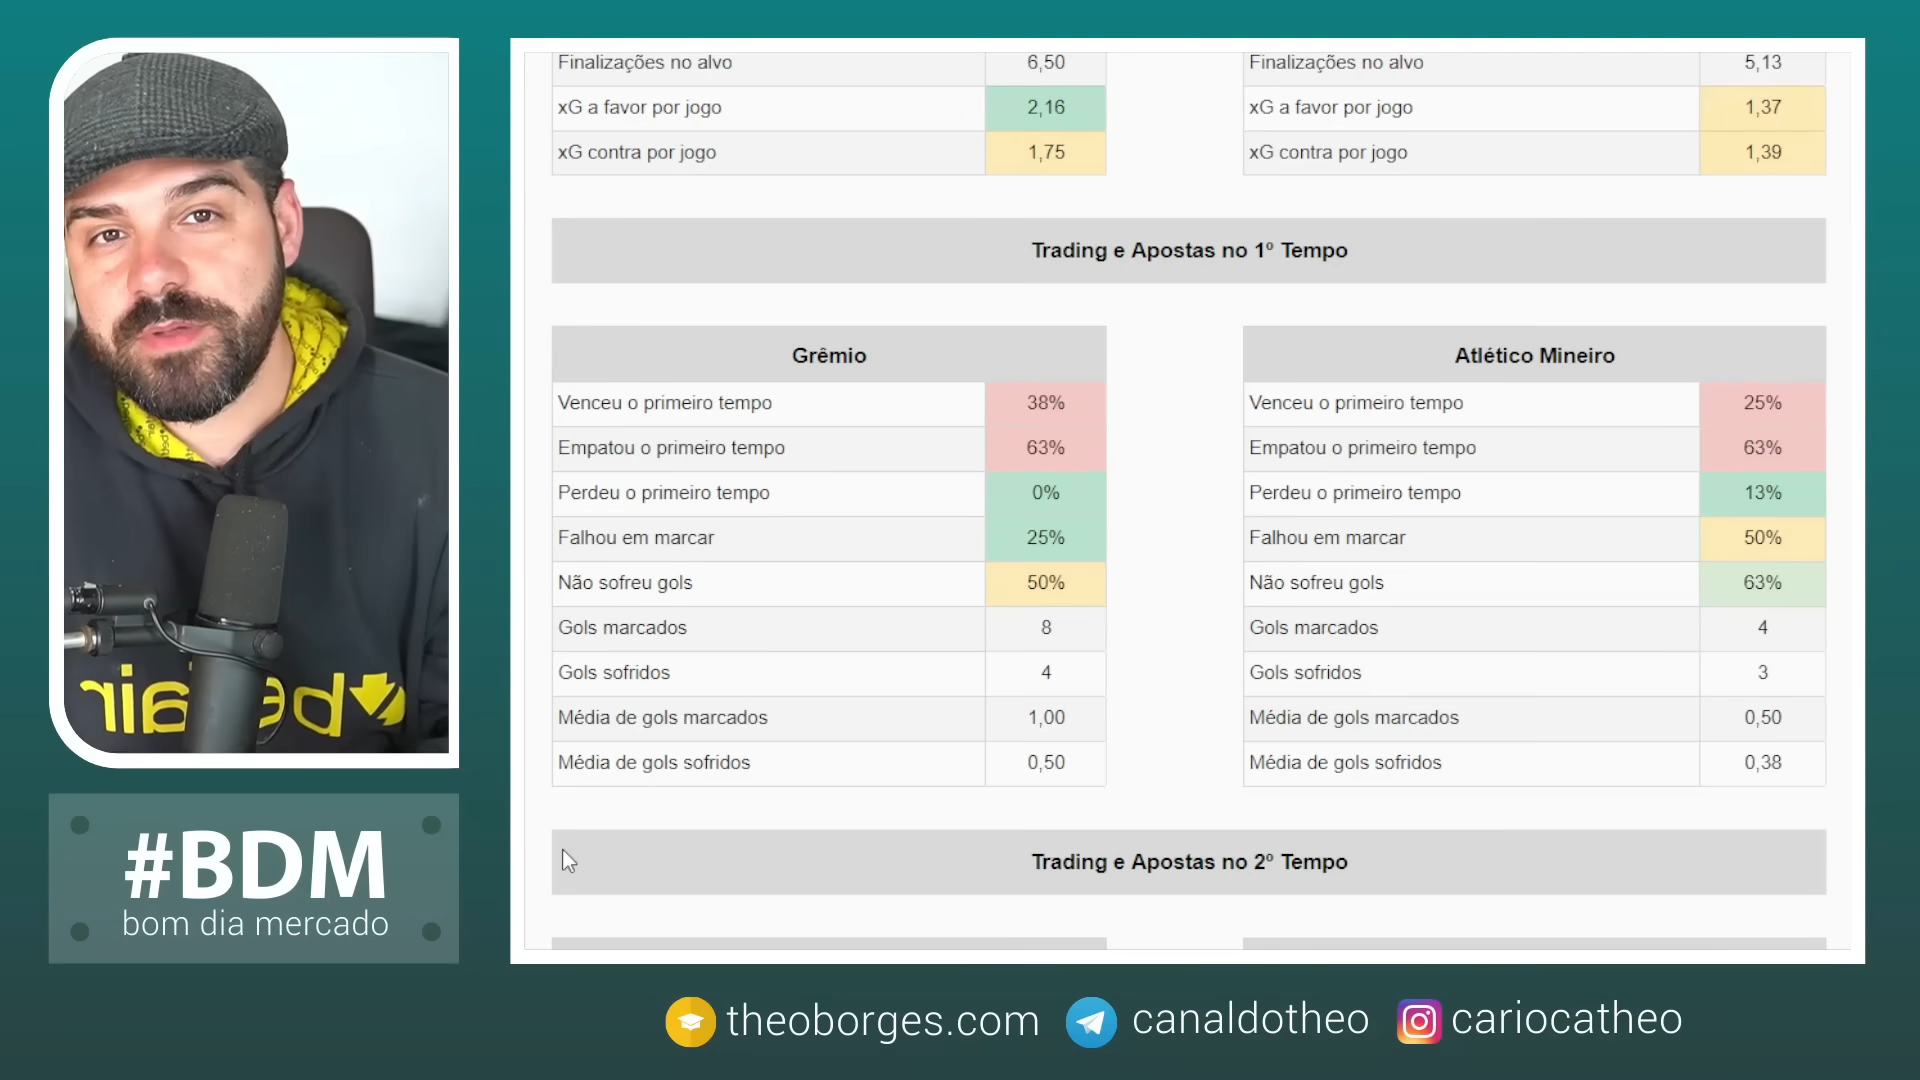 Finalizações no alvo 6,50
xG a favor por jogo 2,16
xG contra por jogo 1,75
Finalizações no alvo 5,13
xG a favor por jogo 1,37
xG contra por jogo 1,39
Trading e Apostas no 1º Tempo
Grêmio
Venceu o primeiro tempo 38%
Empatou o primeiro tempo 63%
Perdeu o primeiro tempo 0%
Falhou em marcar 25%
Não sofreu gols 50%
Gols marcados 8
Gols sofridos 4
Média de gols marcados 1,00
Média de gols sofridos 0,50
Atlético Mineiro
Venceu o primeiro tempo 25%
Empatou o primeiro tempo 63%
Perdeu o primeiro tempo 13%
Falhou em marcar 50%
Não sofreu gols 63%
Gols marcados 4
Gols sofridos 3
Média de gols marcados 0,50
Média de gols sofridos 0,38
Trading e Apostas no 2º Tempo
#BDM
bom dia mercado
theoborges.com
canaldotheo
cariocatheo